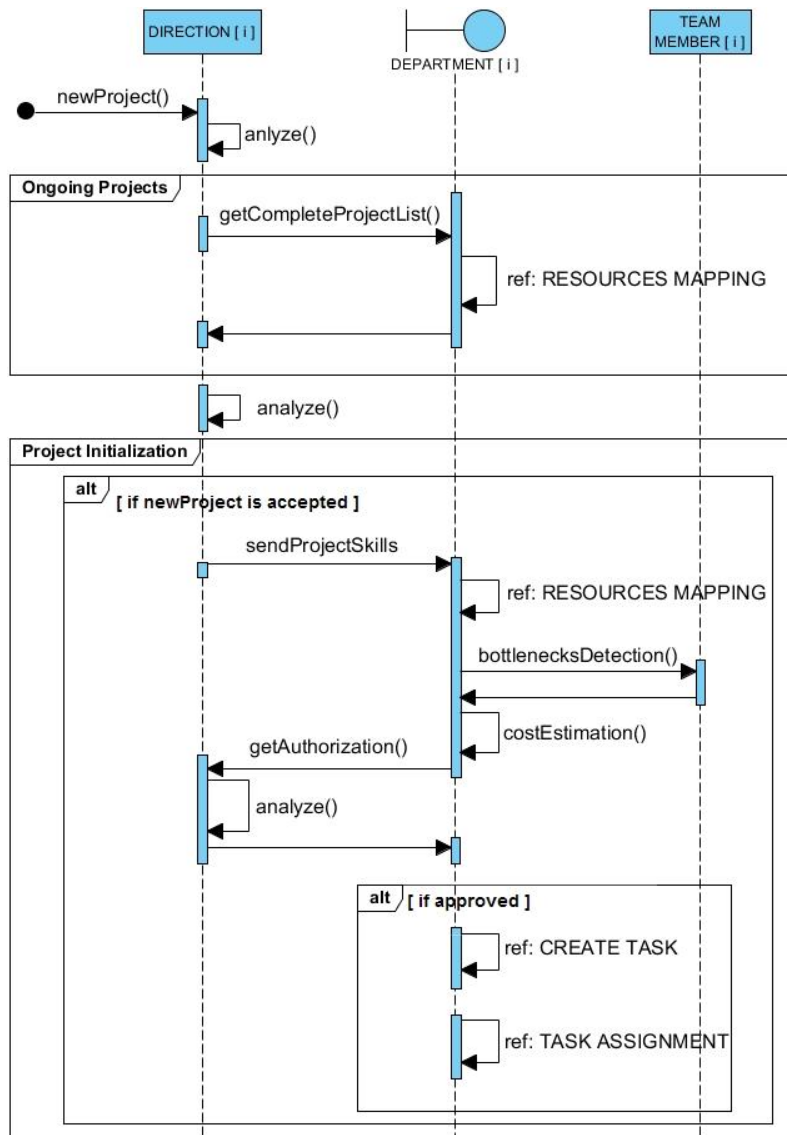 DIRECTION [ i ]
DEPARTMENT [ i ]
TEAM
MEMBER [ i ]
newProject()
anlyze()
Ongoing Projects
getCompleteProjectList()
ref: RESOURCES MAPPING
analyze()
Project Initialization
alt
[ if newProject is accepted ]
sendProjectSkills
ref: RESOURCES MAPPING
bottlenecksDetection()
costEstimation()
getAuthorization()
analyze()
alt
[ if approved ]
ref: CREATE TASK
ref: TASK ASSIGNMENT